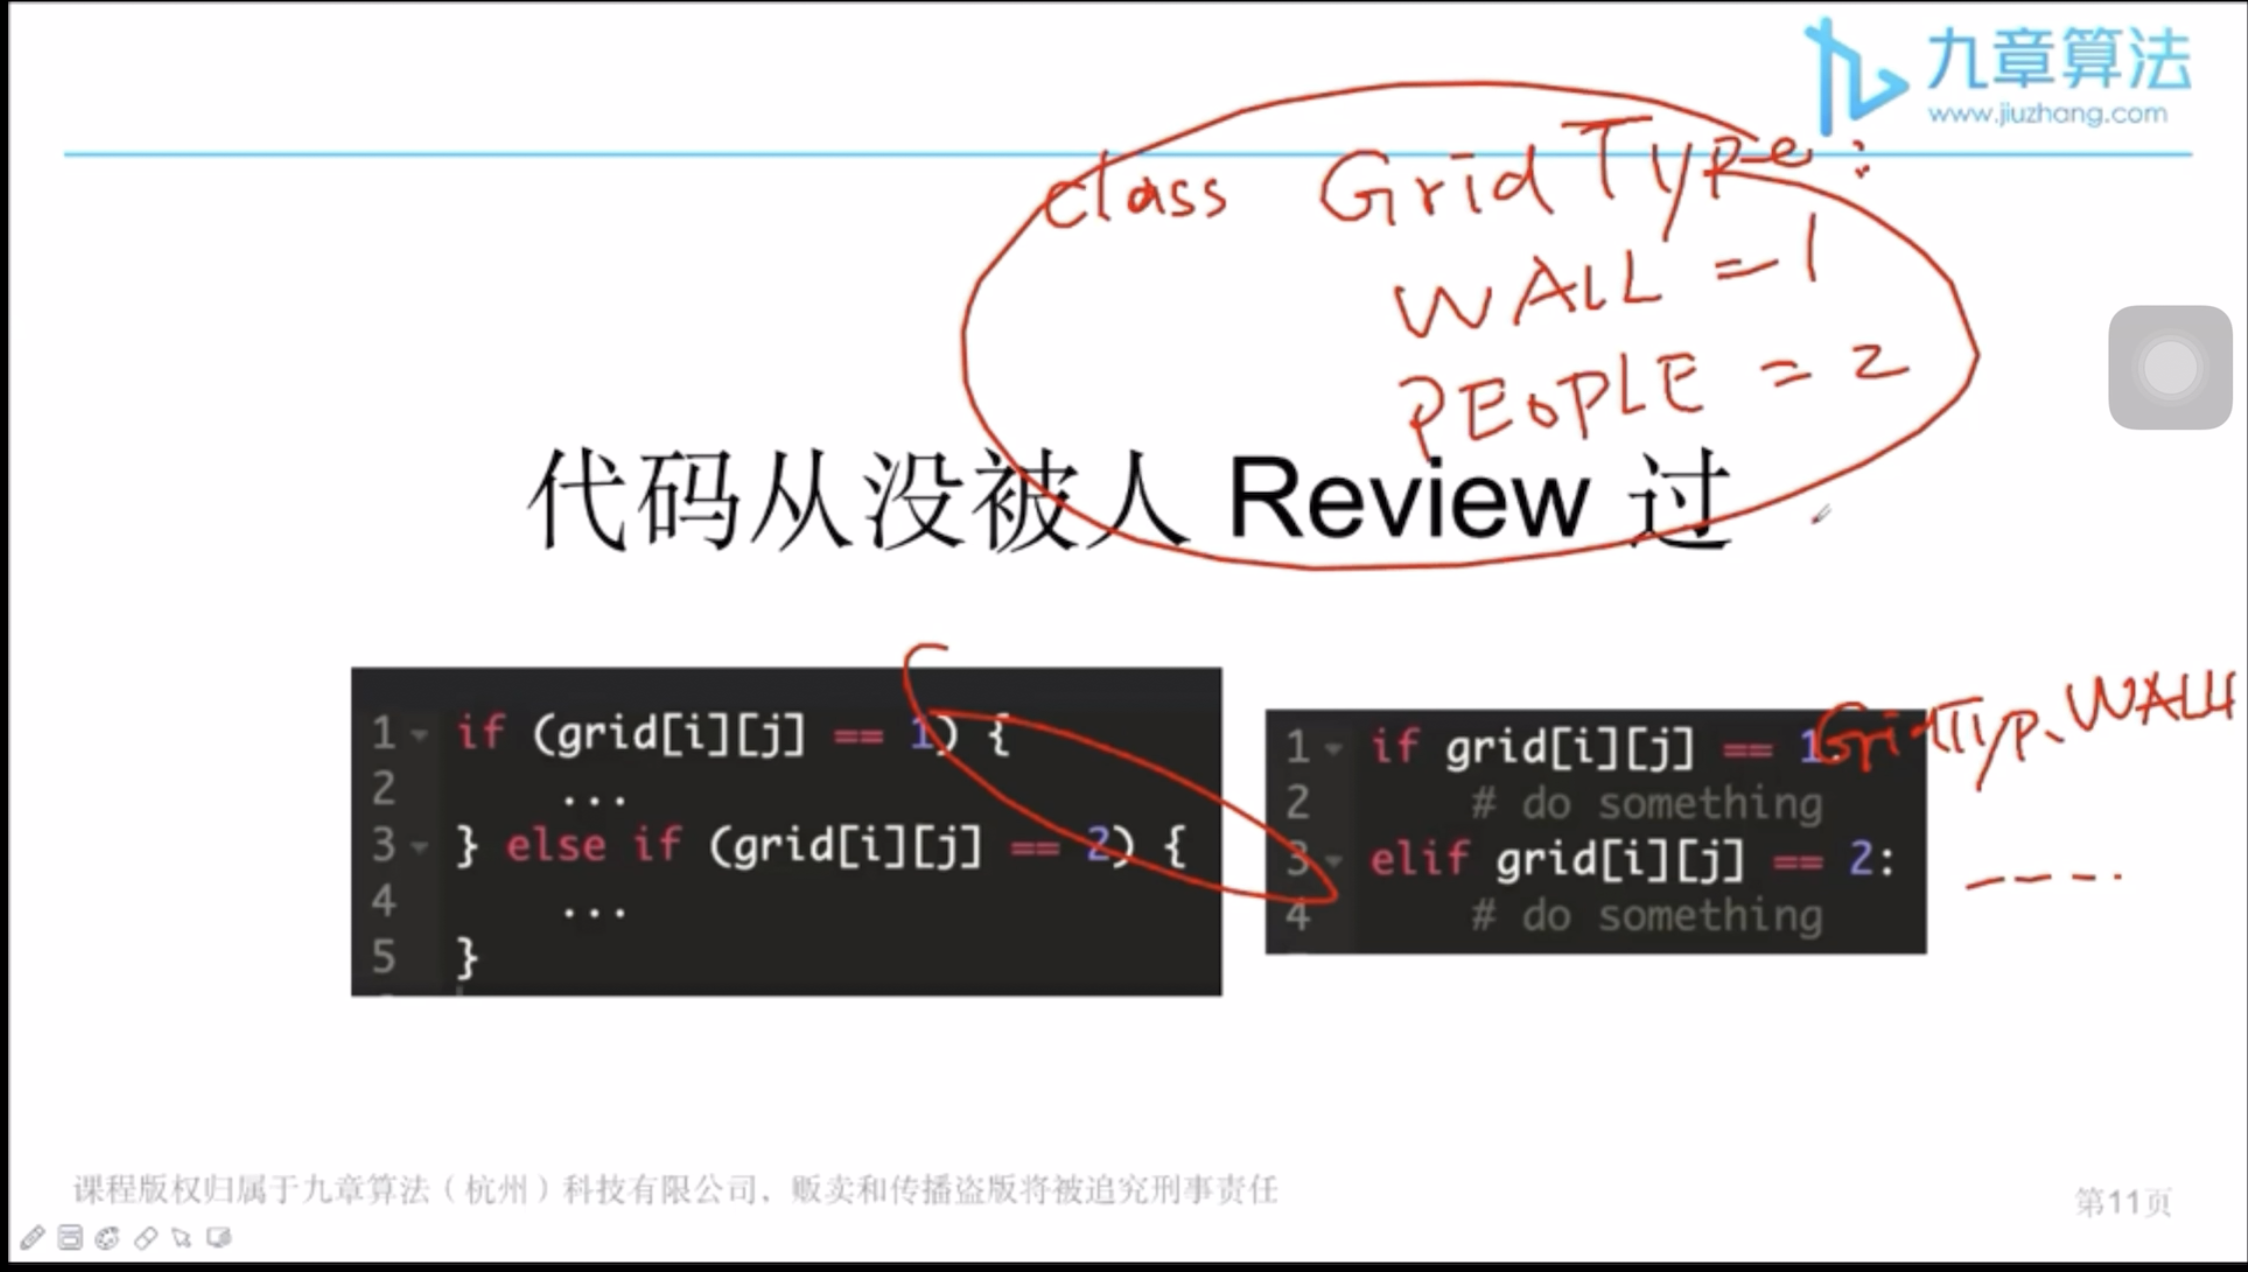 九章算法
www.jiuzhang.com
class GridType:
WALL = 1
PEOPLE = 2
代码从没被人 Review 过
1 if (grid[i][j] == 1) {
2 ...
3 } else if (grid[i][j] == 2) {
4 ...
5 }
1 if grid[i][j] == 1:
GridTyp.WALL
2 # do something
3 elif grid[i][j] == 2:
4 # do something
课程版权归属于九章算法（杭州）科技有限公司，贩卖和传播盗版将被追究刑事责任
第11页